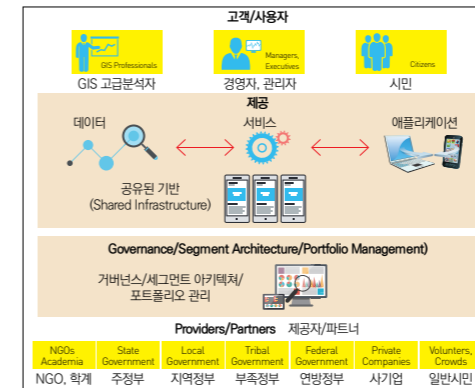 고객/사용자
GIS Professionals
Managers,
Executives
Citizens
GIS 고급분석자
경영자, 관리자
시민
제공
데이터
서비스
애플리케이션
공유된 기반
(Shared Infrastructure)
Governance/Segment Architecture/Portfolio Management)
거버넌스/세그먼트 아키텍쳐/
포트폴리오 관리
Providers/Partners 제공자/파트너
NGOs
Academia
State
Government
Local
Government
Tribal
Government
Federal
Government
Private
Companies
Volunters,
Crowds
NGO, 학계
주정부
지역정부
부족정부
연방정부
사기업
일반시민